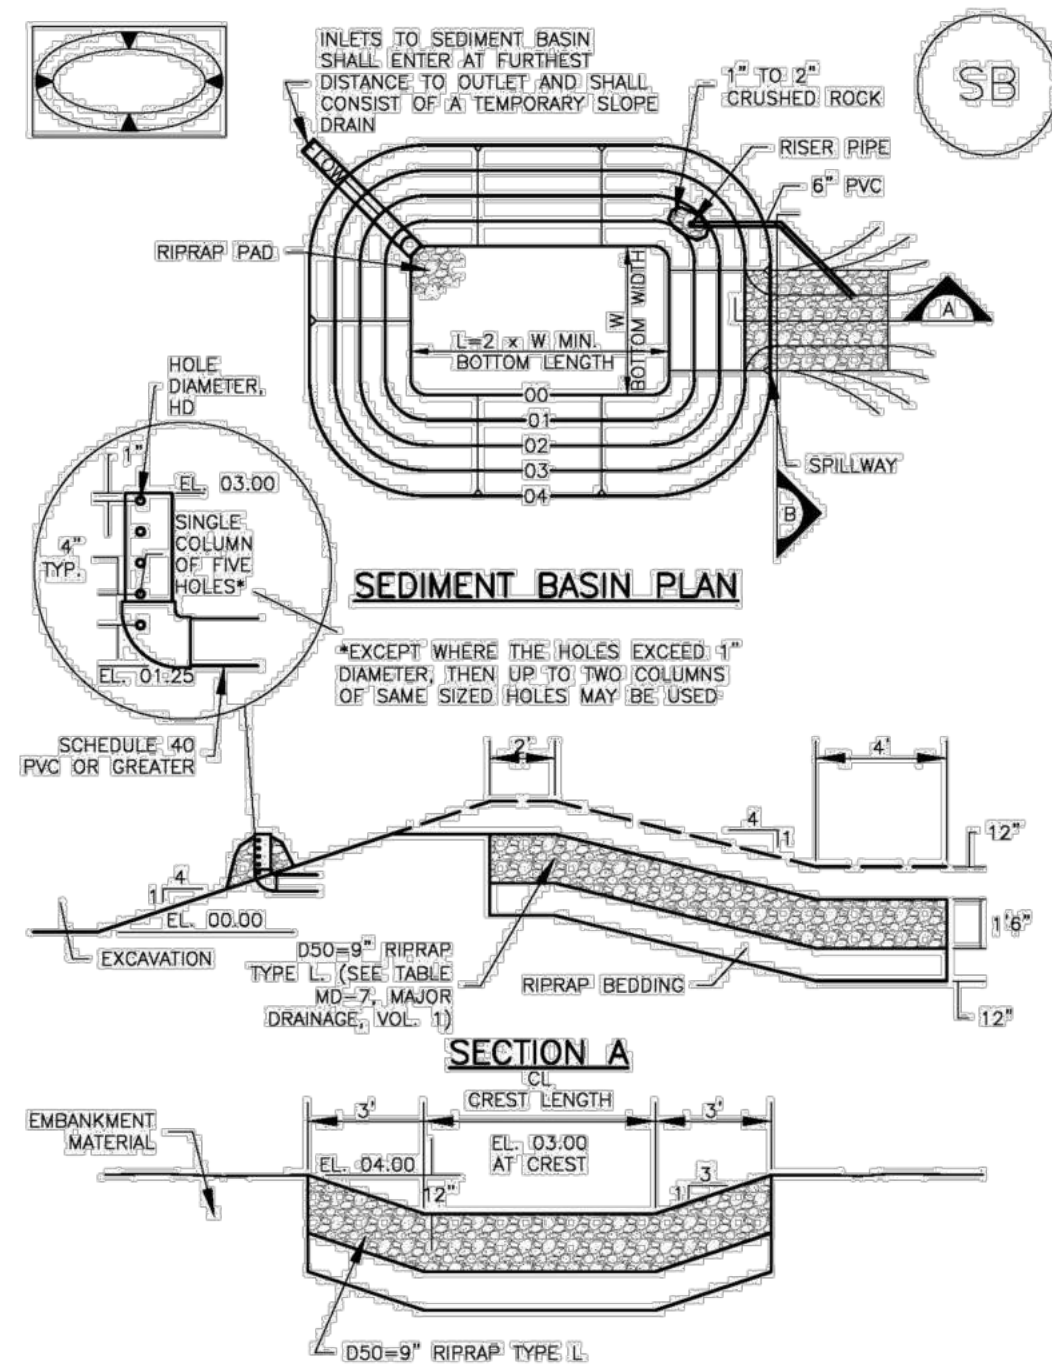 INLETS TO SEDIMENT BASIN
SHALL ENTER AT FURTHEST
DISTANCE TO OUTLET AND SHALL
CONSIST OF A TEMPORARY SLOPE
DRAIN
1" TO 2"
CRUSHED ROCK
SB
RISER PIPE
6" PVC
FLOW
RIPRAP PAD
W
BOTTOM WIDTH
A
L=2 x W MIN.
BOTTOM LENGTH
00
01
02
03
04
SPILLWAY
B
HOLE
DIAMETER,
HD
1"
EL. 03.00
SINGLE
COLUMN
OF FIVE
HOLES*
4"
TYP.
EL. 01.25
SEDIMENT BASIN PLAN
*EXCEPT WHERE THE HOLES EXCEED 1"
DIAMETER, THEN UP TO TWO COLUMNS
OF SAME SIZED HOLES MAY BE USED
SCHEDULE 40
PVC OR GREATER
2'
4'
4
1
12"
4
1
EL. 00.00
1'6"
EXCAVATION
D50=9" RIPRAP
TYPE L. (SEE TABLE
MD-7, MAJOR
DRAINAGE, VOL. 1)
RIPRAP BEDDING
12"
SECTION A
CL
CREST LENGTH
3'
3'
EMBANKMENT
MATERIAL
EL. 04.00
EL. 03.00
AT CREST
12"
3
1
D50=9" RIPRAP TYPE L